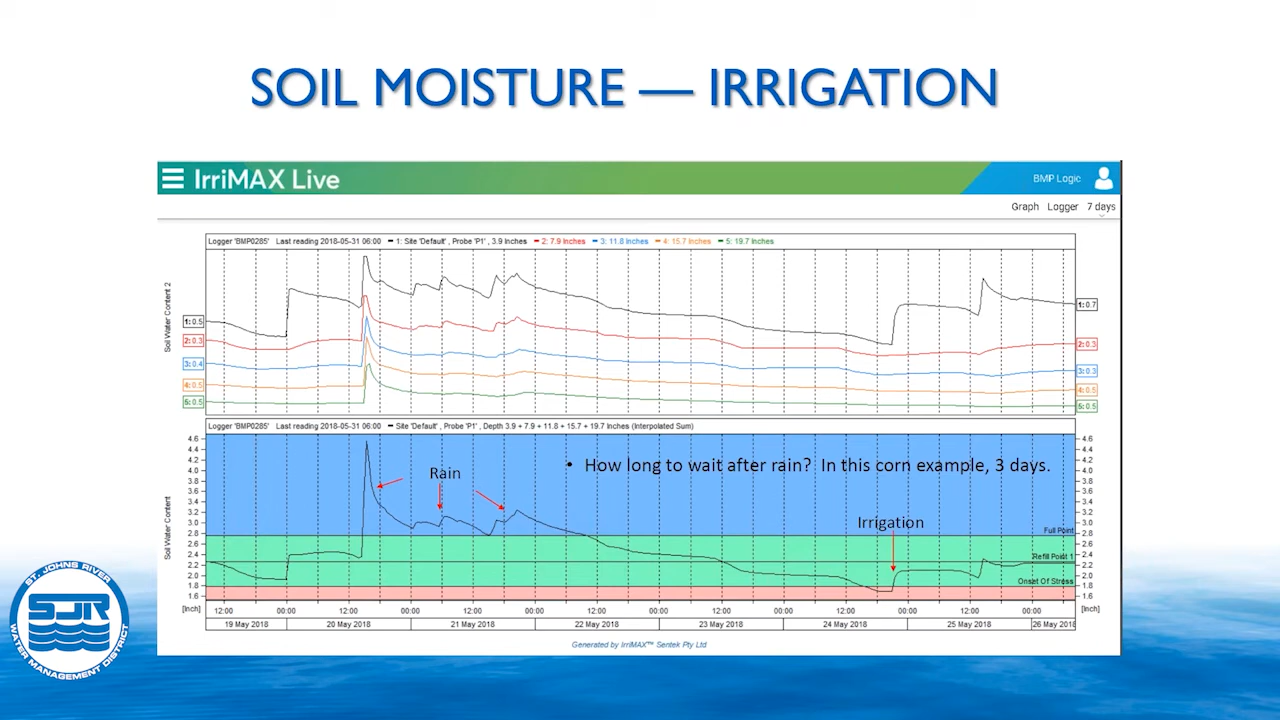 SOIL MOISTURE — IRRIGATION
IrriMAX Live
BMP Logic
Graph Logger 7 days
Logger 'BMP0285' Last reading 2018-05-31 06:00 1: Site 'Default', Probe 'P1', 3.9 Inches 2: 7.9 Inches 3: 11.8 Inches 4: 15.7 Inches 5: 19.7 Inches
Soil Water Content 2
1: 0.5
2: 0.3
3: 0.4
4: 0.5
5: 0.5
1: 0.7
2: 0.3
3: 0.3
4: 0.5
5: 0.5
Logger 'BMP0285' Last reading 2018-05-31 06:00 Site 'Default', Probe 'P1', Depth 3.9 + 7.9 + 11.8 + 15.7 + 19.7 Inches (Interpolated Sum)
Soil Water Content
4.6 4.6
4.4 4.4
4.2 4.2
4.0 4.0
3.8 3.8
3.6 3.6
3.4 3.4
3.2 3.2
3.0 3.0
2.8 2.8
2.6 2.6
2.4 2.4
2.2 2.2
2.0 2.0
1.8 1.8
1.6 1.6
• How long to wait after rain? In this corn example, 3 days.
Rain
Irrigation
Full Point
Refill Point 1
Onset Of Stress
[Inch] 12:00 00:00 12:00 00:00 12:00 00:00 12:00 00:00 12:00 00:00 12:00 00:00 12:00 00:00 [Inch]
19 May 2018 20 May 2018 21 May 2018 22 May 2018 23 May 2018 24 May 2018 25 May 2018 26 May 2018
Generated by IrriMAX™ Sentek Pty Ltd
ST. JOHNS RIVER
SJR
WATER MANAGEMENT DISTRICT